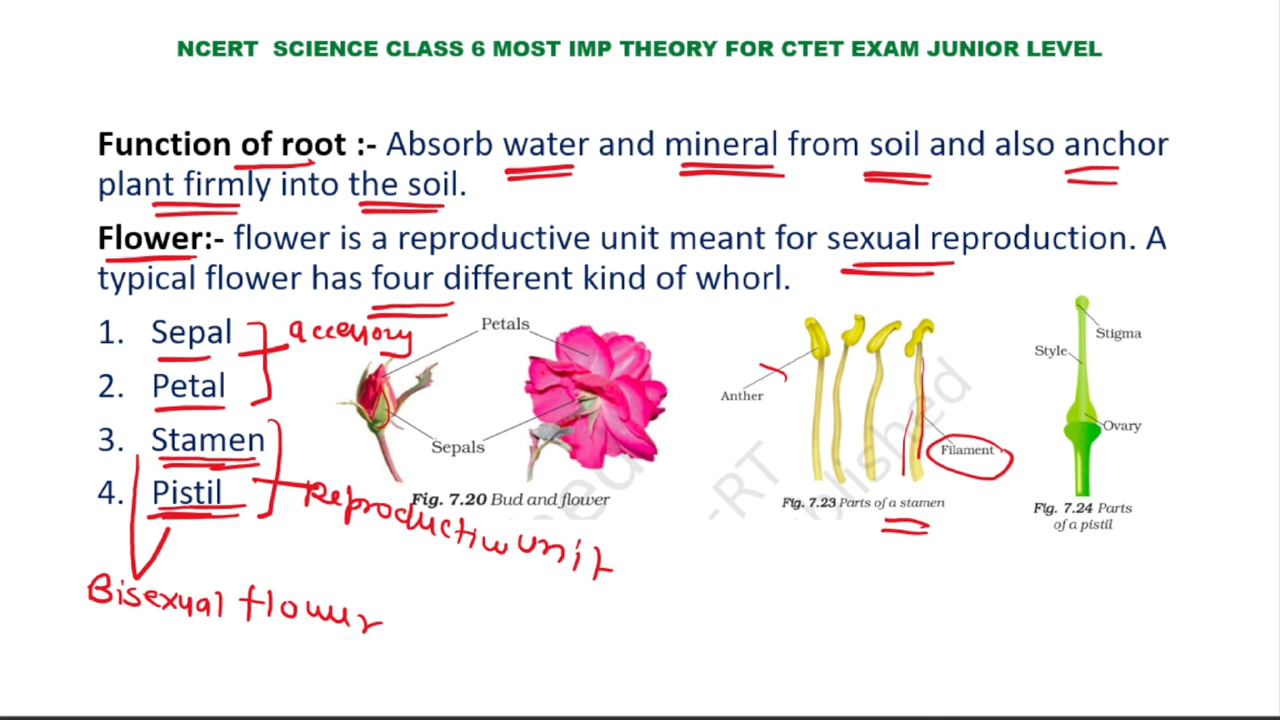 NCERT SCIENCE CLASS 6 MOST IMP THEORY FOR CTET EXAM JUNIOR LEVEL
Function of root :- Absorb water and mineral from soil and also anchor
plant firmly into the soil.
Flower:- flower is a reproductive unit meant for sexual reproduction. A
typical flower has four different kind of whorl.
1. Sepal
2. Petal
3. Stamen
4. Pistil
accessory
Reproductive unit
Bisexual flower
Petals
Sepals
Fig. 7.20 Bud and flower
Anther
Filament
Fig. 7.23 Parts of a stamen
Stigma
Style
Ovary
Fig. 7.24 Parts
of a pistil